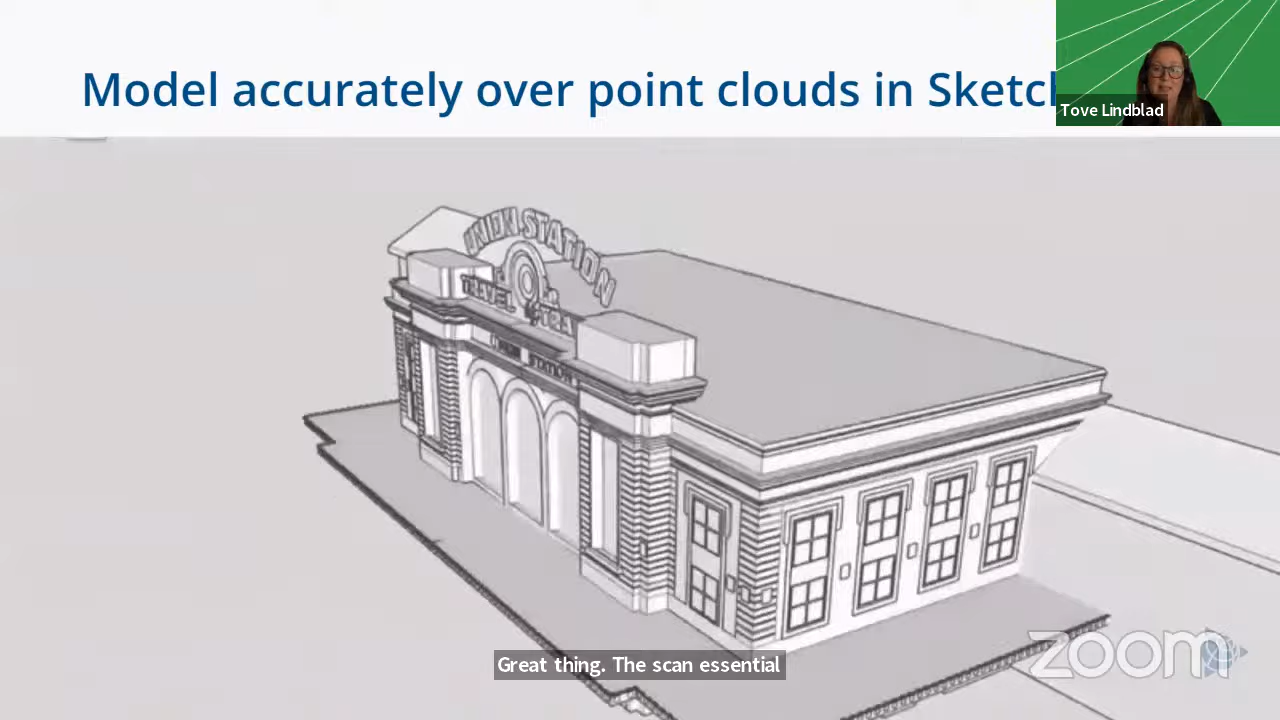 Model accurately over point clouds in Sketch
Tove Lindblad
UNION STATION
TRAVEL
UNION STATION
Great thing. The scan essential
zoom